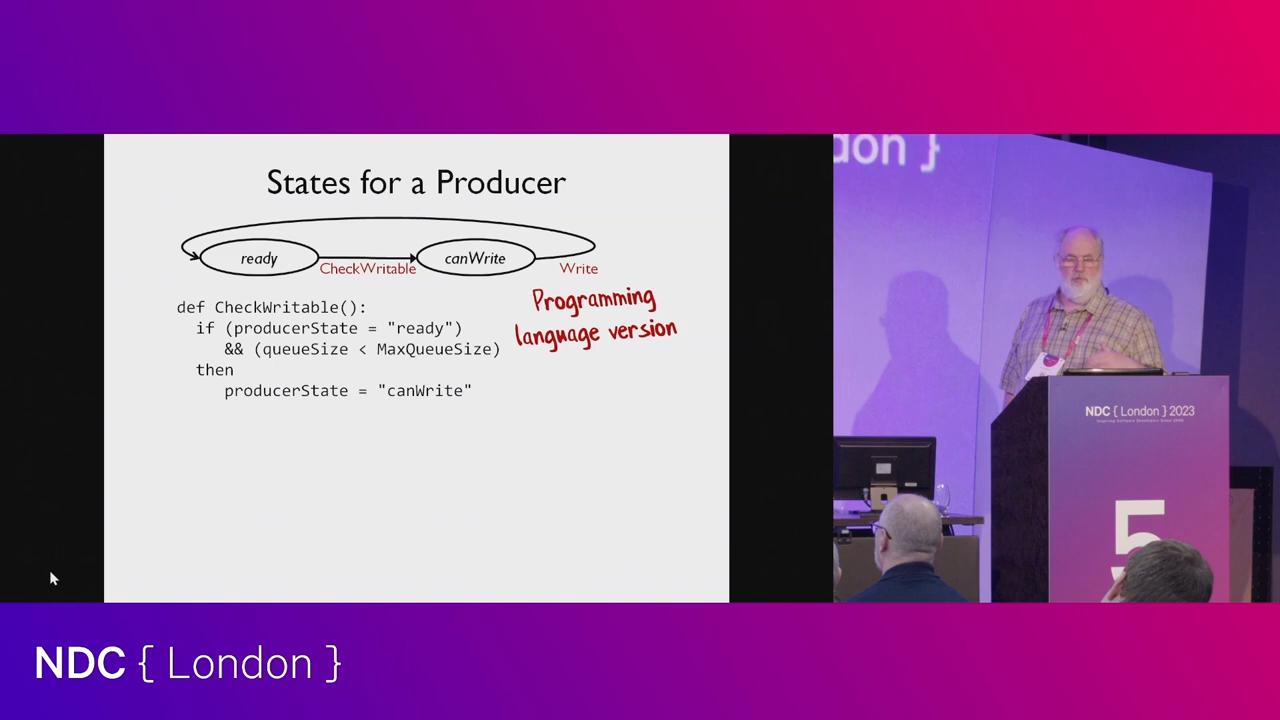 States for a Producer
ready
CheckWritable
canWrite
Write
Programming
language version
def CheckWritable():
if (producerState = "ready")
&& (queueSize < MaxQueueSize)
then
producerState = "canWrite"
don }
NDC { London } 2023
5
NDC { London }